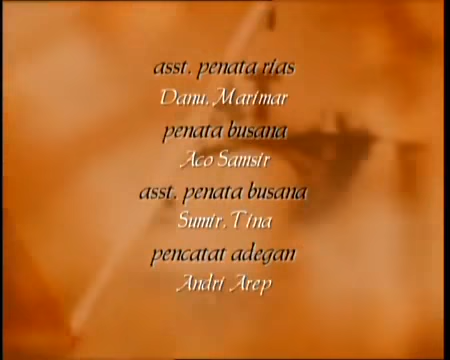 asst. penata rias
Danu, Marimar
penata busana
Aco Samsir
asst. penata busana
Sumir, Tina
pencatat adegan
Andri Arep